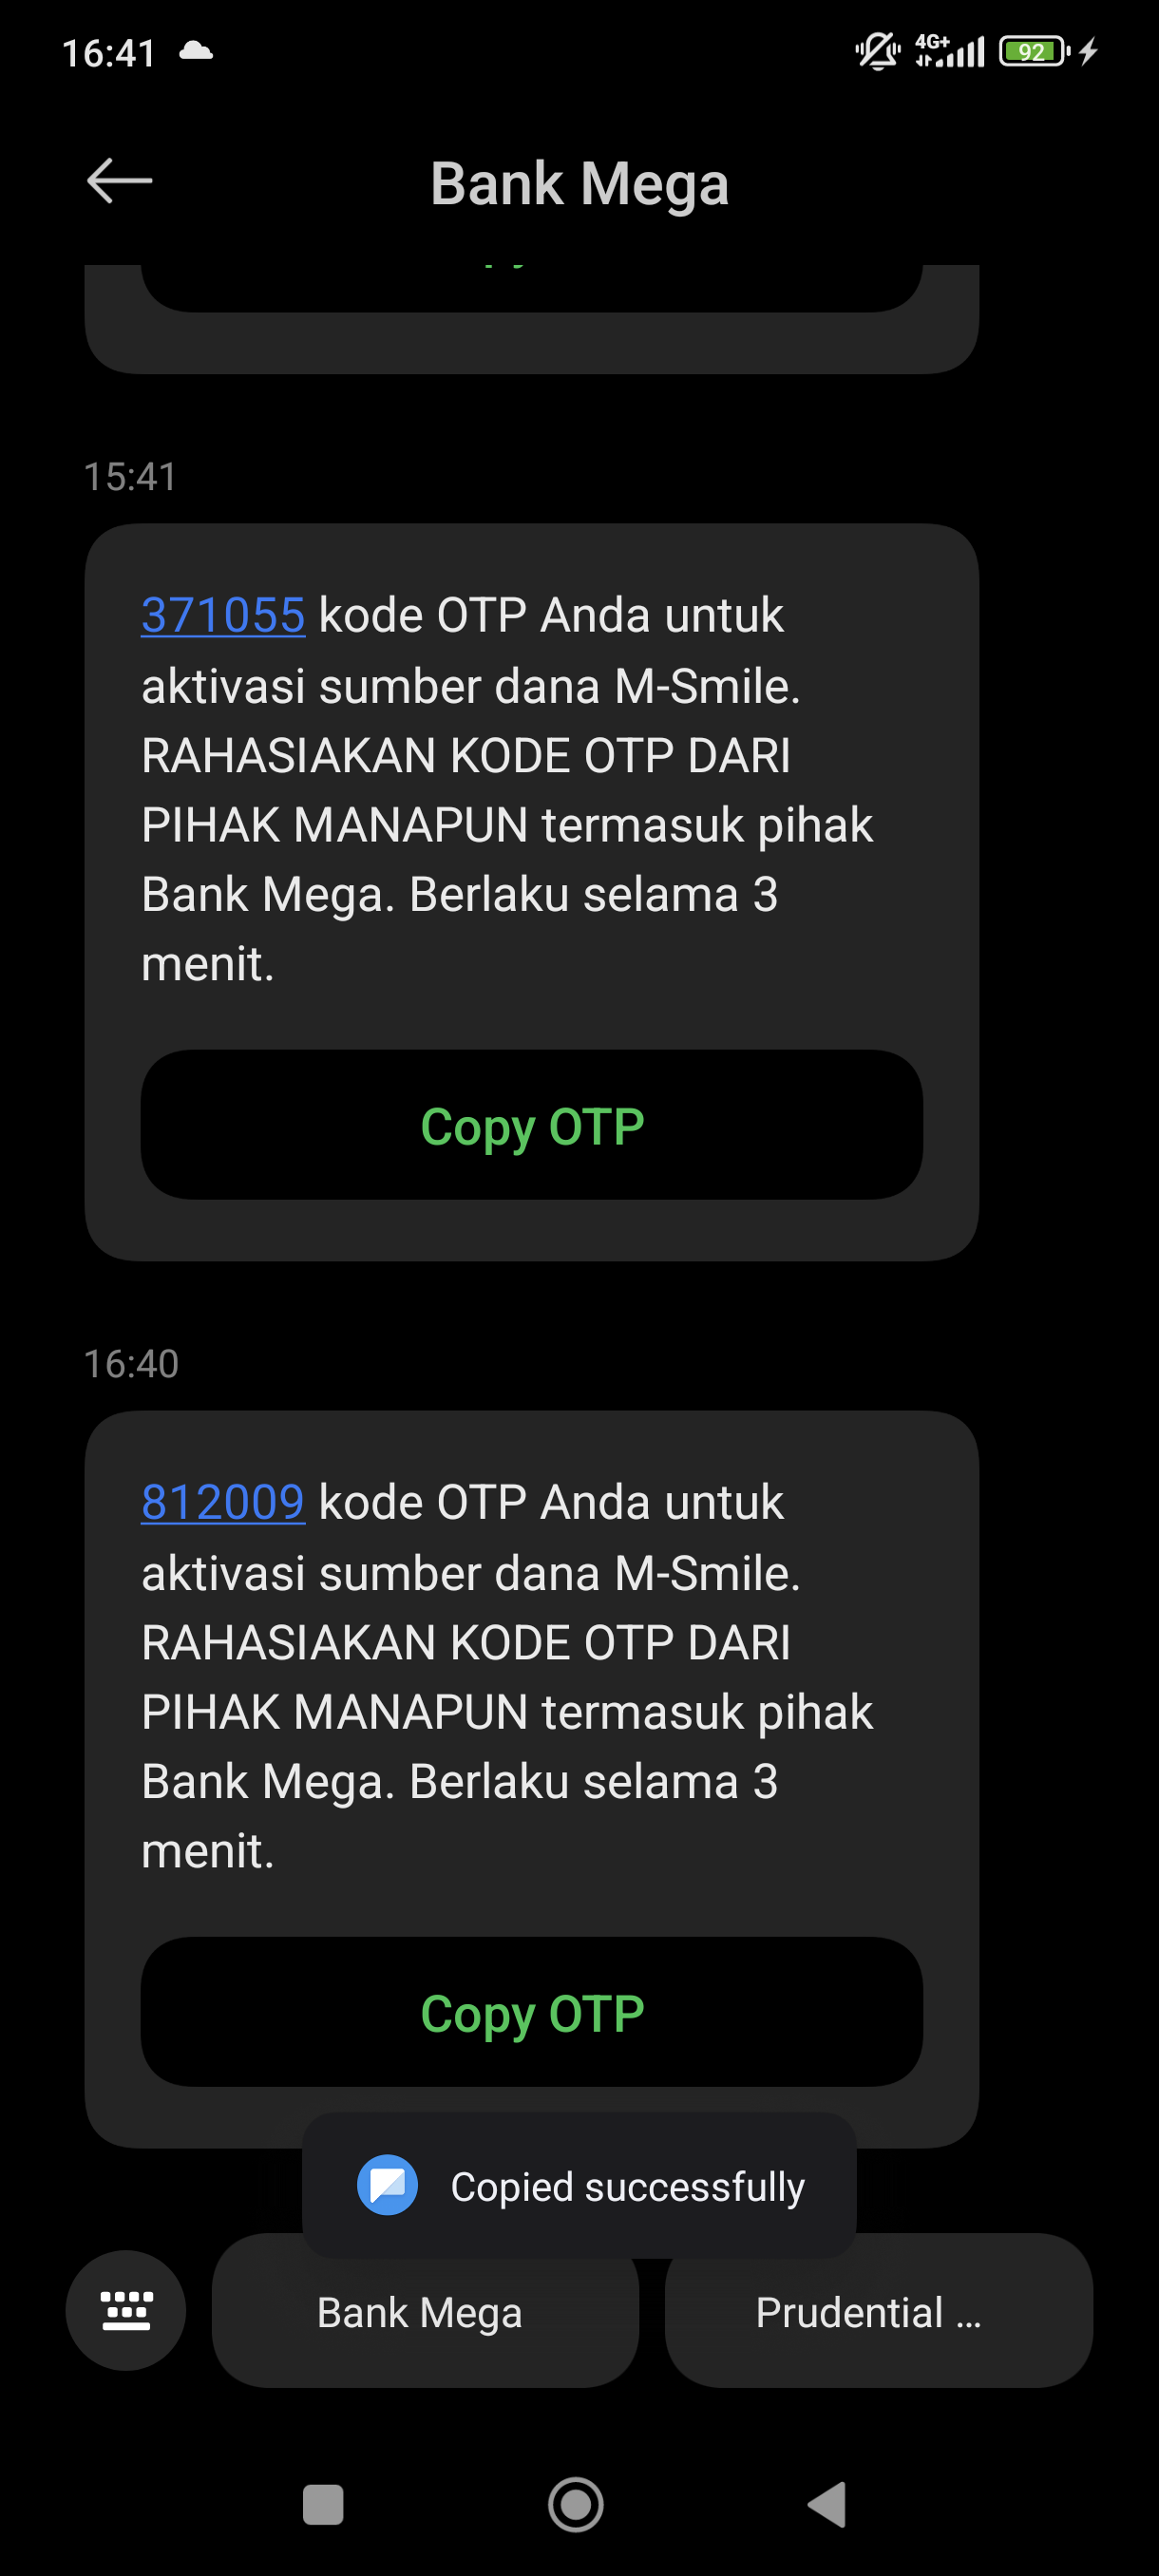 16:41
4G+
92
Bank Mega
15:41
371055 kode OTP Anda untuk
aktivasi sumber dana M-Smile.
RAHASIAKAN KODE OTP DARI
PIHAK MANAPUN termasuk pihak
Bank Mega. Berlaku selama 3
menit.
Copy OTP
16:40
812009 kode OTP Anda untuk
aktivasi sumber dana M-Smile.
RAHASIAKAN KODE OTP DARI
PIHAK MANAPUN termasuk pihak
Bank Mega. Berlaku selama 3
menit.
Copy OTP
Copied successfully
Bank Mega
Prudential ...